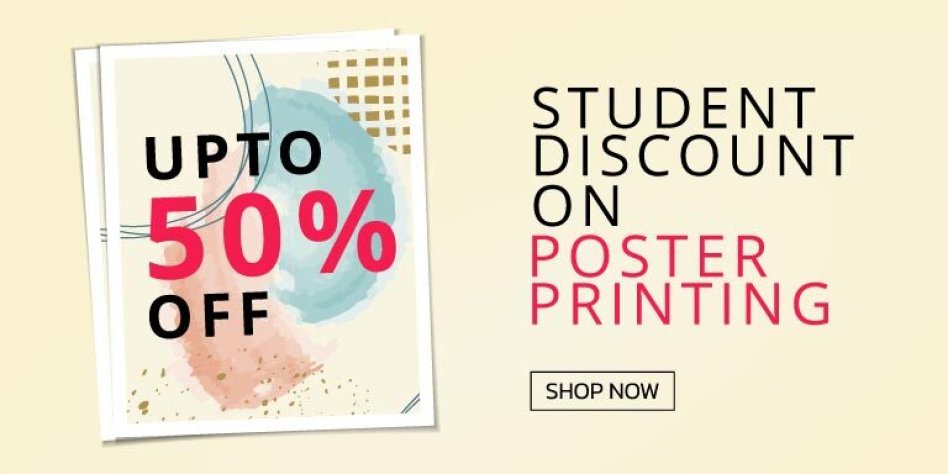 UPTO
50%
OFF
STUDENT
DISCOUNT
ON
POSTER
PRINTING
SHOP NOW